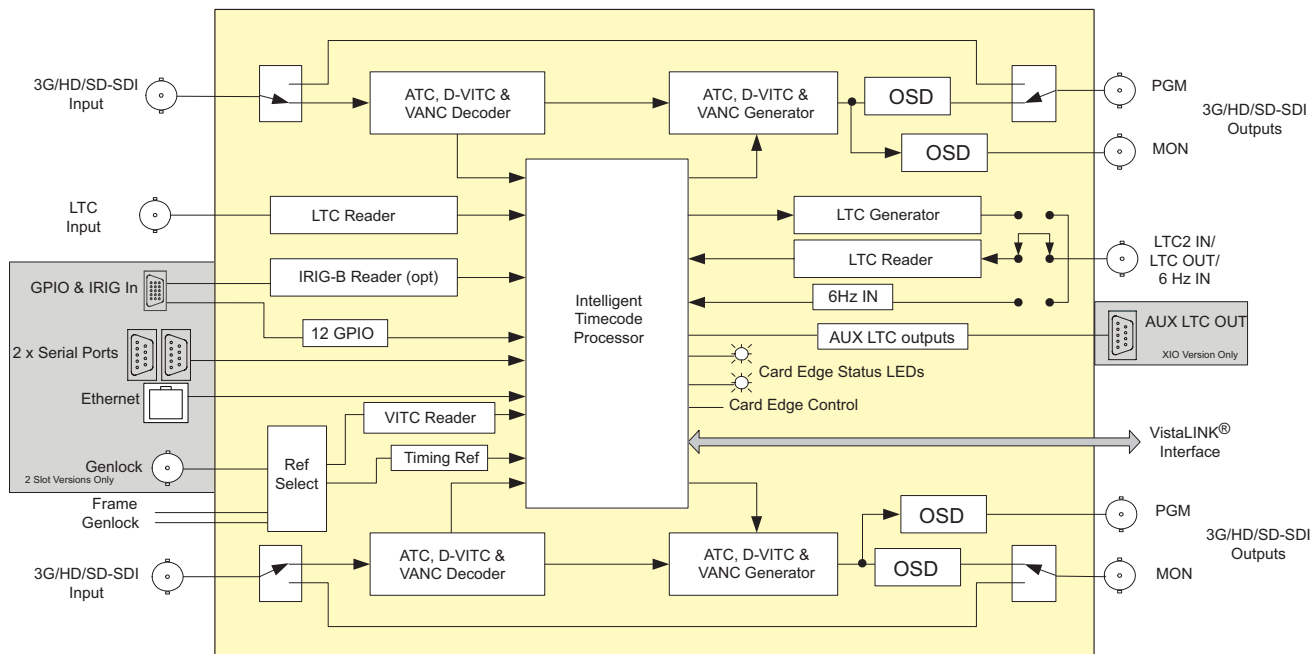 3G/HD/SD-SDI
Input
ATC, D-VITC &
VANC Decoder
ATC, D-VITC &
VANC Generator
OSD
PGM
3G/HD/SD-SDI
Outputs
OSD
MON
LTC
Input
LTC Reader
LTC Generator
LTC Reader
LTC2 IN/
LTC OUT/
6 Hz IN
GPIO & IRIG In
IRIG-B Reader (opt)
Intelligent
Timecode
Processor
6Hz IN
12 GPIO
AUX LTC outputs
AUX LTC OUT
XIO Version Only
2 x Serial Ports
Card Edge Status LEDs
Ethernet
VITC Reader
Card Edge Control
Genlock
2 Slot Versions Only
Ref
Select
Timing Ref
VistaLINK®
Interface
Frame
Genlock
OSD
PGM
3G/HD/SD-SDI
Outputs
3G/HD/SD-SDI
Input
ATC, D-VITC &
VANC Decoder
ATC, D-VITC &
VANC Generator
OSD
MON